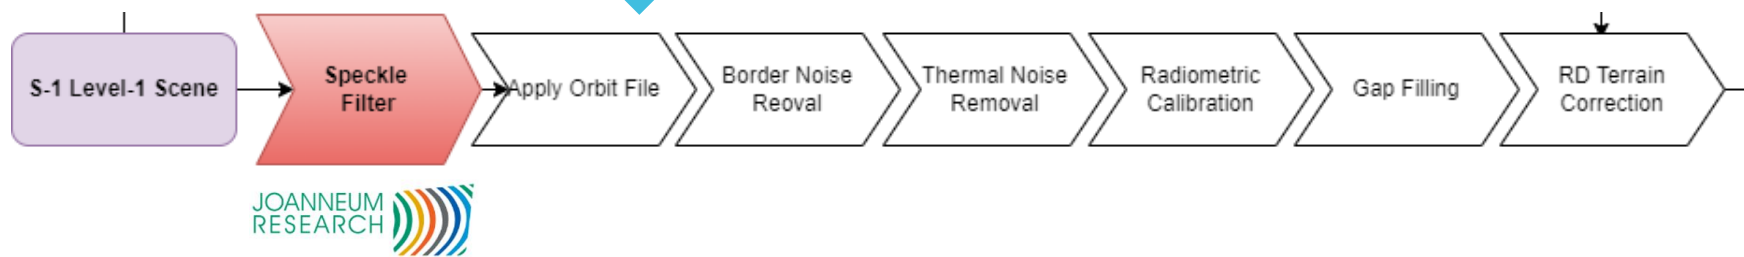 S-1 Level-1 Scene
Speckle
Filter
Apply Orbit File
Border Noise
Reoval
Thermal Noise
Removal
Radiometric
Calibration
Gap Filling
RD Terrain
Correction
JOANNEUM
RESEARCH